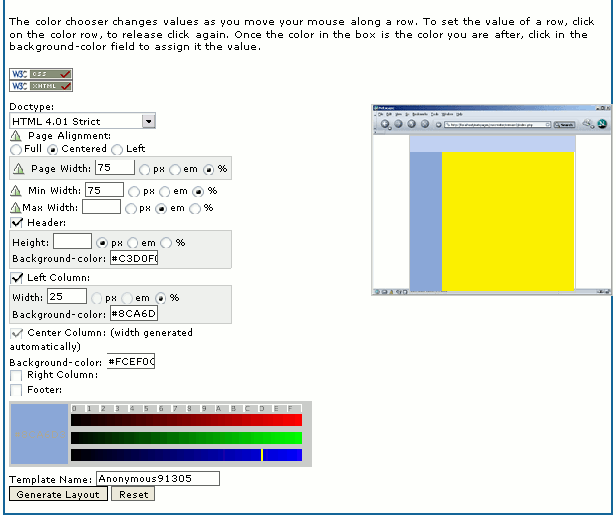 The color chooser changes values as you move your mouse along a row. To set the value of a row, click
on the color row, to release click again. Once the color in the box is the color you are after, click in the
background-color field to assign it the value.
W3C CSS
W3C XHTML
Doctype:
HTML 4.01 Strict
Page Alignment:
Full Centered Left
Page Width: 75 px em %
Min Width: 75 px em %
Max Width: px em %
Header:
Height: px em %
Background-color: #C3D0F(
Left Column:
Width: 25 px em %
Background-color: #8CA6D
Center Column: (width generated
automatically)
Background-color: #FCEF0C
Right Column:
Footer:
0 1 2 3 4 5 6 7 8 9 A B C D E F
Template Name: Anonymous91305
Generate Layout Reset